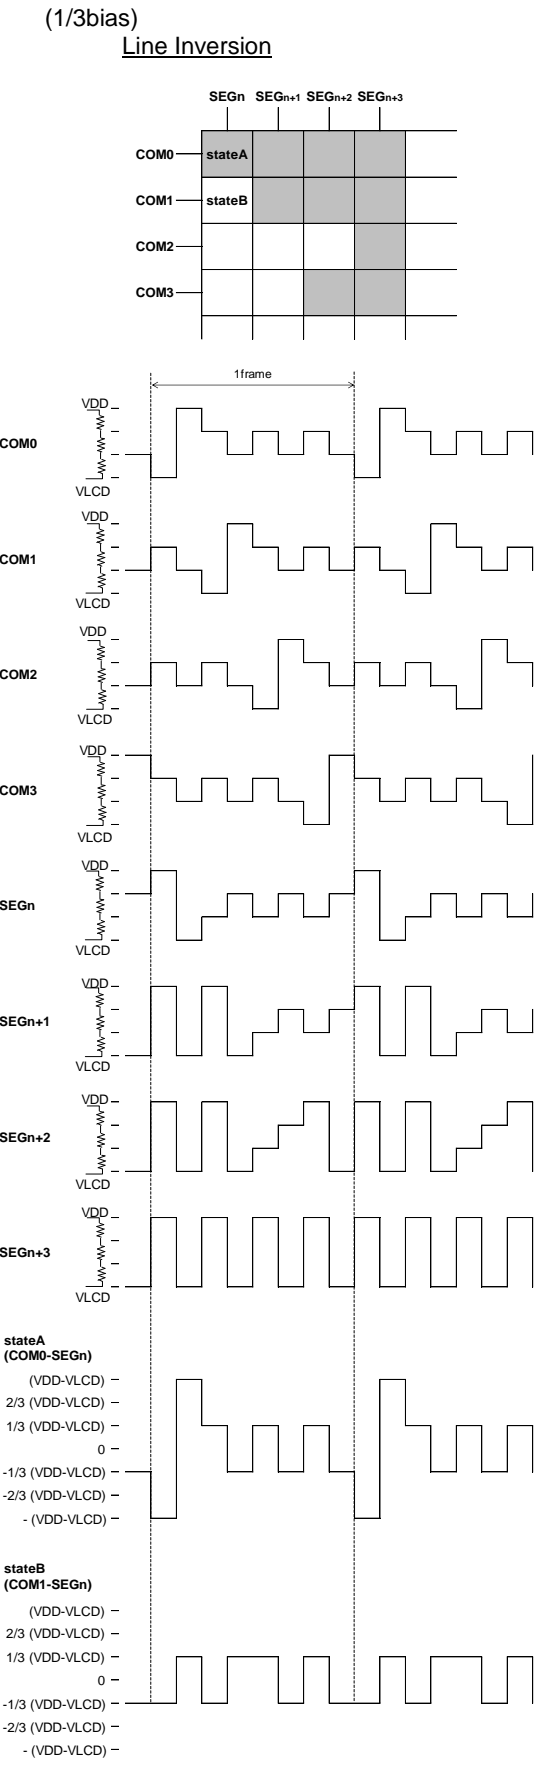 (1/3bias)
Line Inversion
SEGn SEGn+1 SEGn+2 SEGn+3
COM0 stateA
COM1 stateB
COM2
COM3
1frame
VDD
COM0
VLCD
VDD
COM1
VLCD
VDD
COM2
VLCD
VDD
COM3
VLCD
VDD
SEGn
VLCD
VDD
SEGn+1
VLCD
VDD
SEGn+2
VLCD
VDD
SEGn+3
VLCD
stateA
(COM0-SEGn)
(VDD-VLCD)
2/3 (VDD-VLCD)
1/3 (VDD-VLCD)
0
-1/3 (VDD-VLCD)
-2/3 (VDD-VLCD)
- (VDD-VLCD)
stateB
(COM1-SEGn)
(VDD-VLCD)
2/3 (VDD-VLCD)
1/3 (VDD-VLCD)
0
-1/3 (VDD-VLCD)
-2/3 (VDD-VLCD)
- (VDD-VLCD)